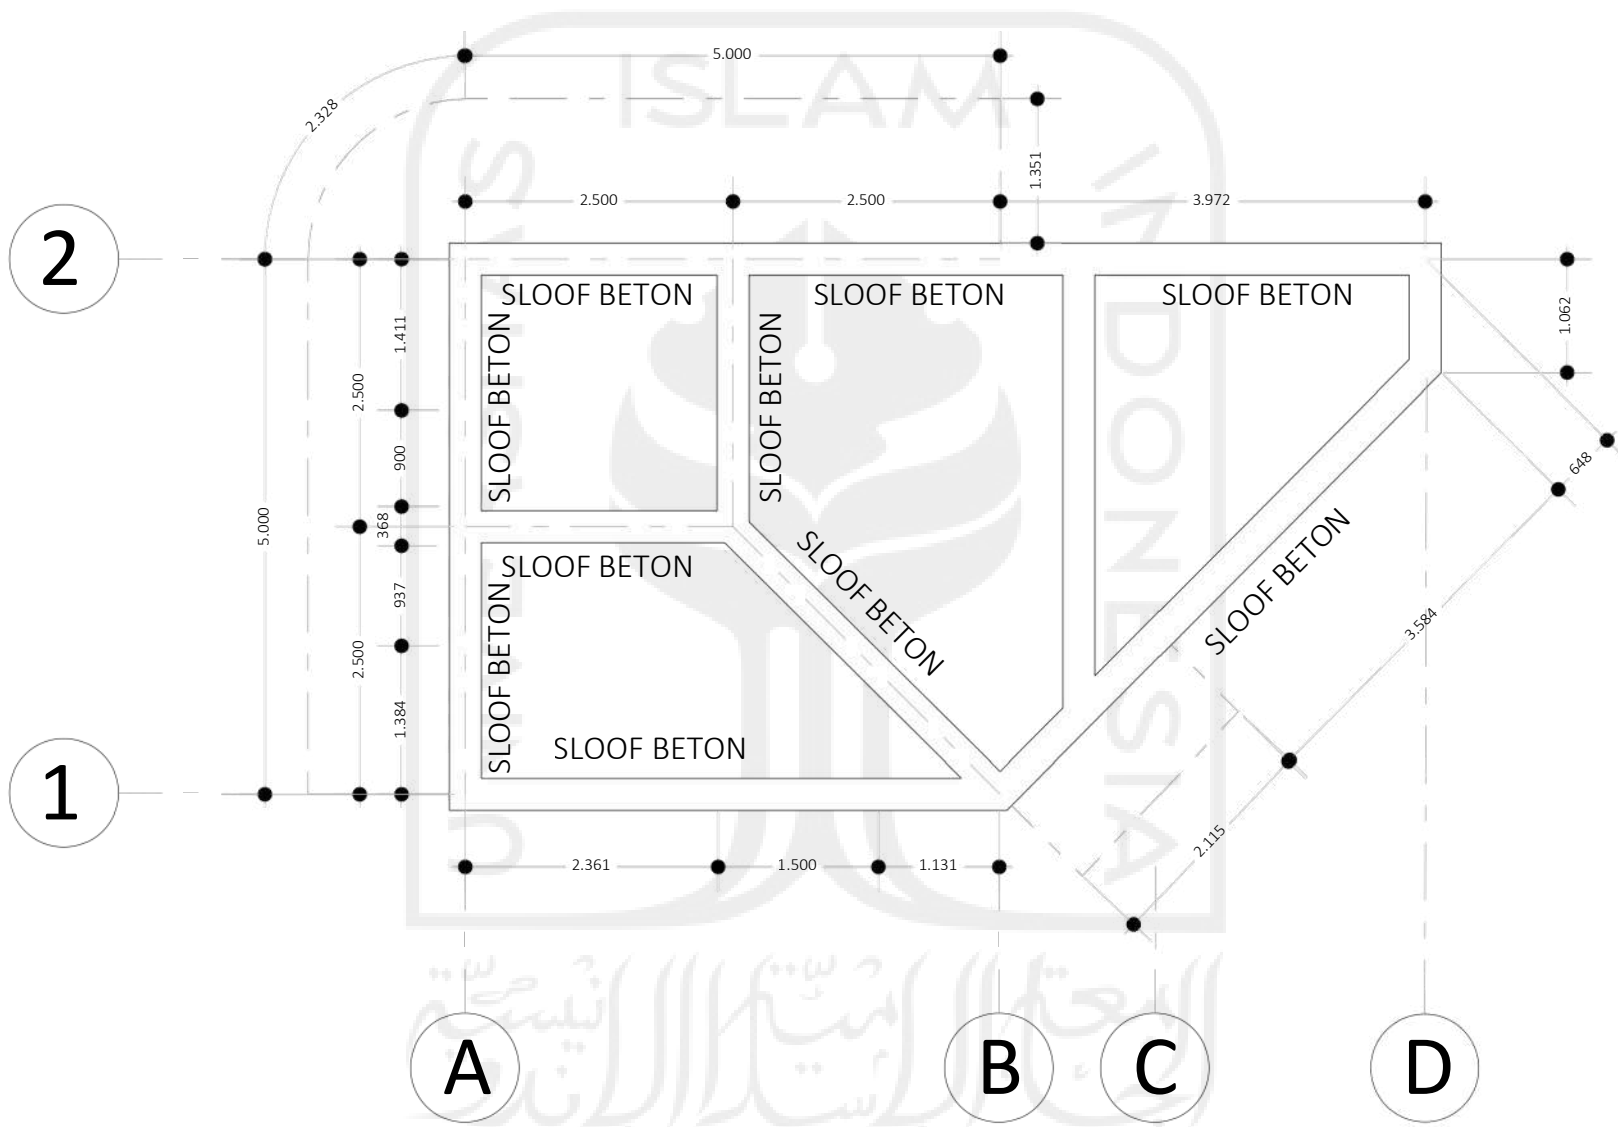 5.000
ISLAM
2.328
1.351
2.500
2.500
3.972
2
SLOOF BETON
SLOOF BETON
SLOOF BETON
1.062
INDONESIA
1.411
SLOOF BETON
SLOOF BETON
2.500
900
648
5.000
368
SLOOF BETON
SLOOF BETON
SLOOF BETON
937
3.584
2.500
SLOOF BETON
1.384
SLOOF BETON
1
2.115
2.361
1.500
1.131
A
B
C
D